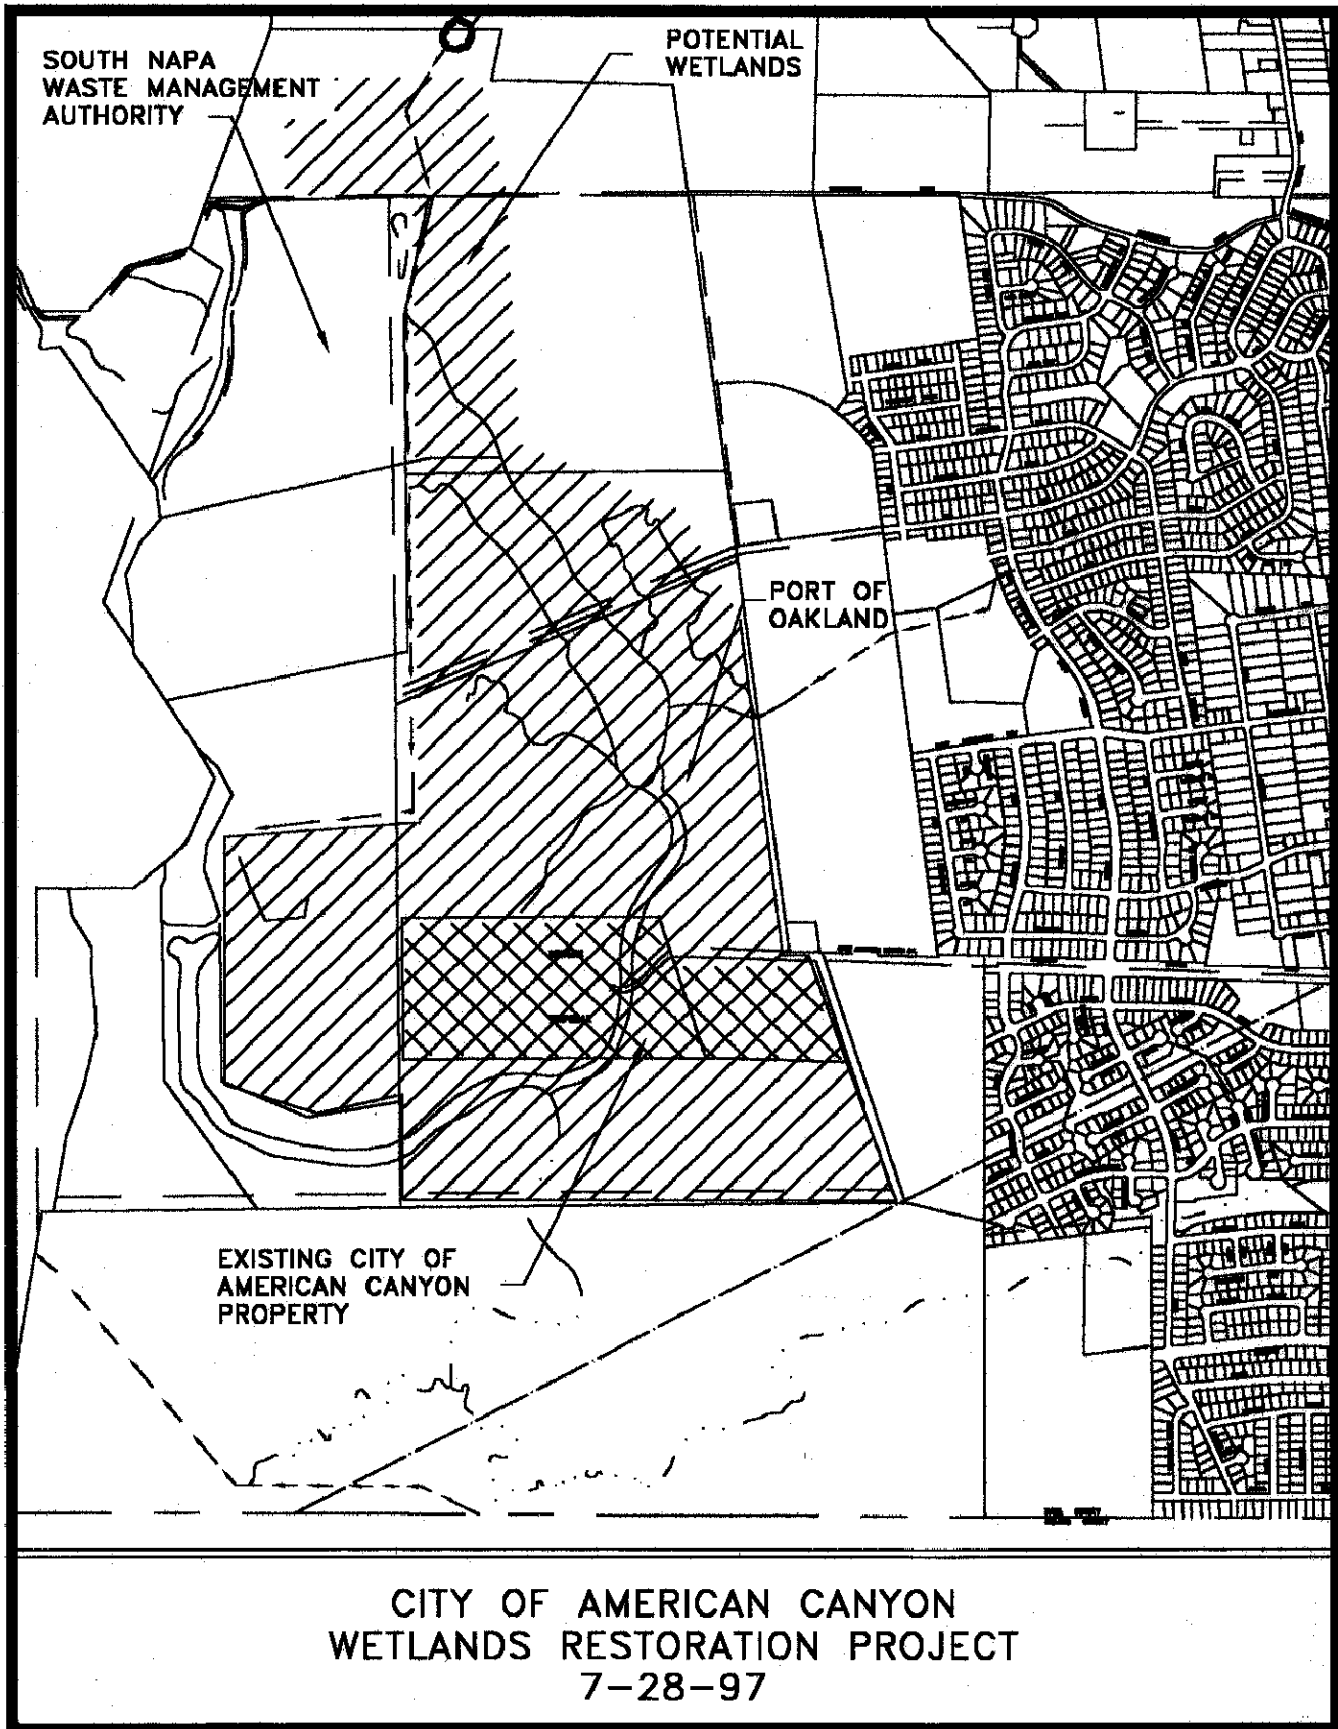 SOUTH NAPA
WASTE MANAGEMENT
AUTHORITY
POTENTIAL
WETLANDS
PORT OF
OAKLAND
EXISTING CITY OF
AMERICAN CANYON
PROPERTY
CITY OF AMERICAN CANYON
WETLANDS RESTORATION PROJECT
7-28-97